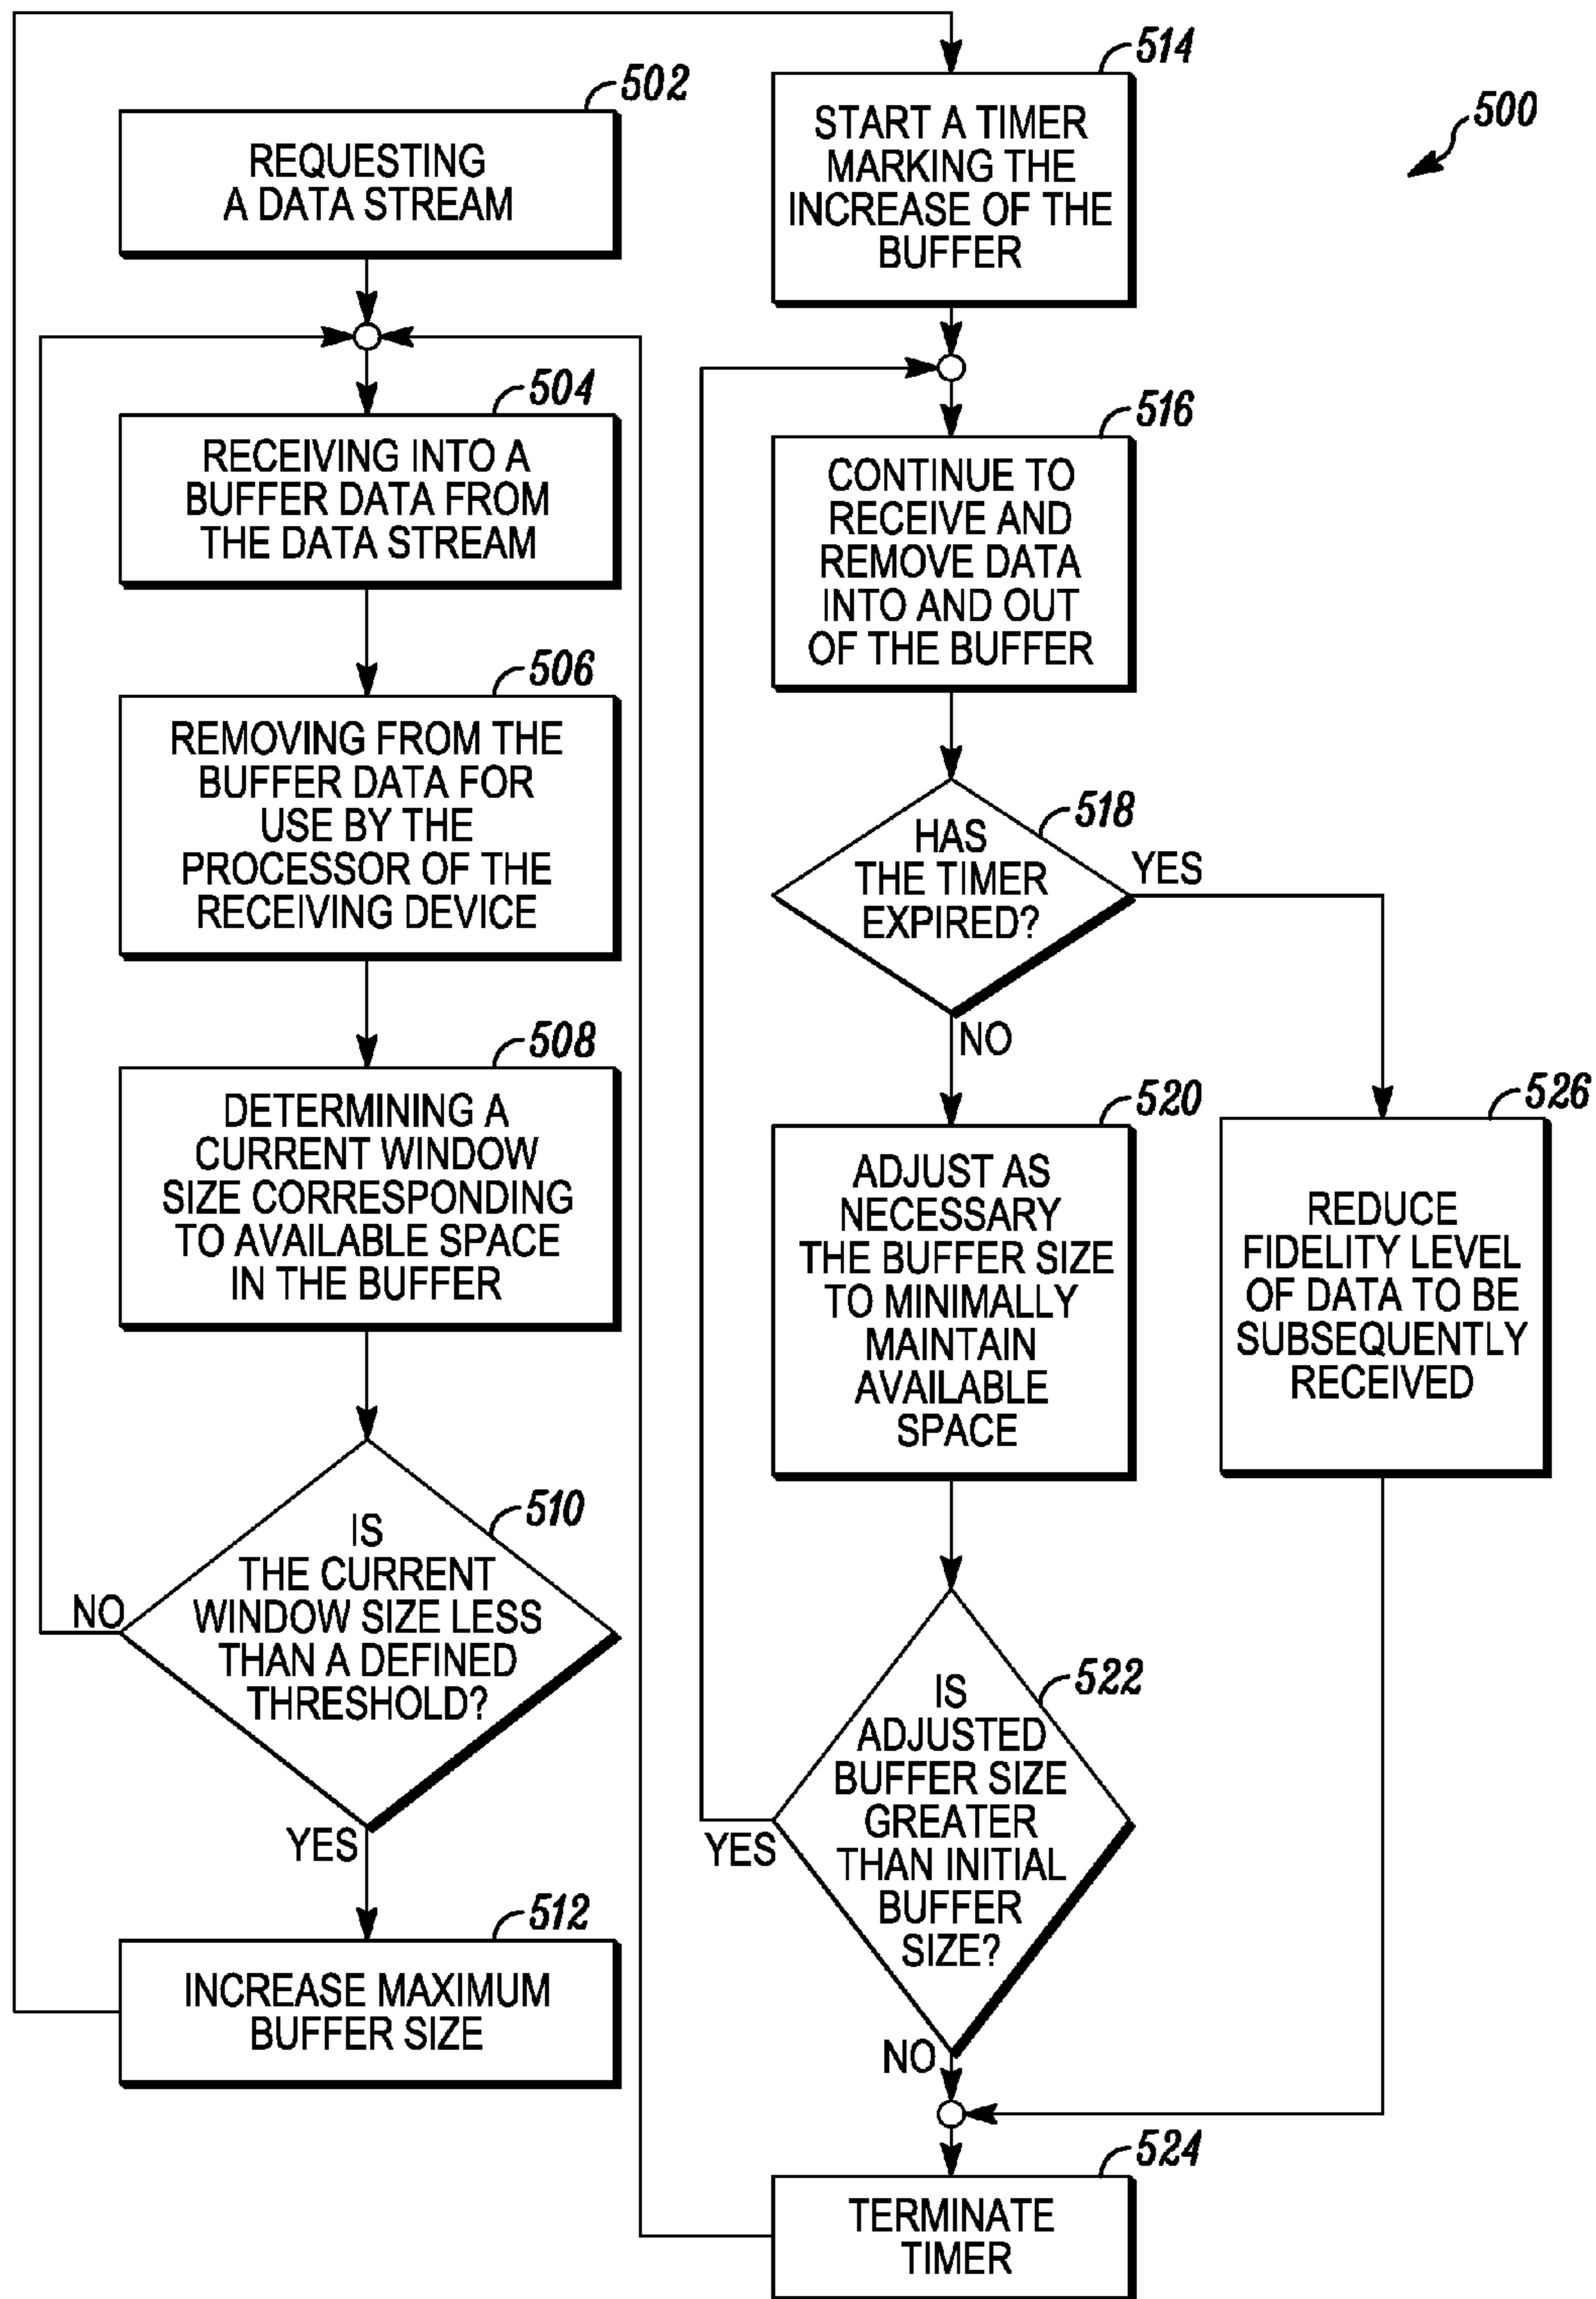 502
REQUESTING
A DATA STREAM
504
RECEIVING INTO A
BUFFER DATA FROM
THE DATA STREAM
506
REMOVING FROM THE
BUFFER DATA FOR
USE BY THE
PROCESSOR OF THE
RECEIVING DEVICE
508
DETERMINING A
CURRENT WINDOW
SIZE CORRESPONDING
TO AVAILABLE SPACE
IN THE BUFFER
510
IS
THE CURRENT
WINDOW SIZE LESS
THAN A DEFINED
THRESHOLD?
NO
YES
512
INCREASE MAXIMUM
BUFFER SIZE
514
START A TIMER
MARKING THE
INCREASE OF THE
BUFFER
516
CONTINUE TO
RECEIVE AND
REMOVE DATA
INTO AND OUT
OF THE BUFFER
518
HAS
THE TIMER
EXPIRED?
YES
NO
520
ADJUST AS
NECESSARY
THE BUFFER SIZE
TO MINIMALLY
MAINTAIN
AVAILABLE
SPACE
522
IS
ADJUSTED
BUFFER SIZE
GREATER
THAN INITIAL
BUFFER
SIZE?
YES
NO
524
TERMINATE
TIMER
500
526
REDUCE
FIDELITY LEVEL
OF DATA TO BE
SUBSEQUENTLY
RECEIVED